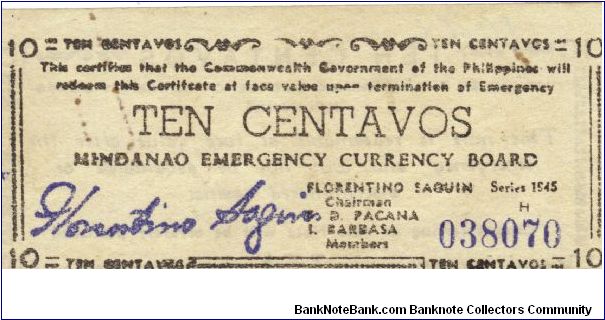 10 = TEN CENTAVOS TEN CENTAVOS = 10
This certifies that the Commonwealth Government of the Philippines will
redeem this Certifcate at face value upon termination of Emergency
TEN CENTAVOS
MINDANAO EMERGENCY CURRENCY BOARD
Florentino Saguin
FLORENTINO SAGUIN Series 1945
Chairman H
D. PACANA
I. BARBASA 038070
Members
10 = TEN CENTAVOS TEN CENTAVOS = 10
BankNoteBank.com Banknote Collectors Community